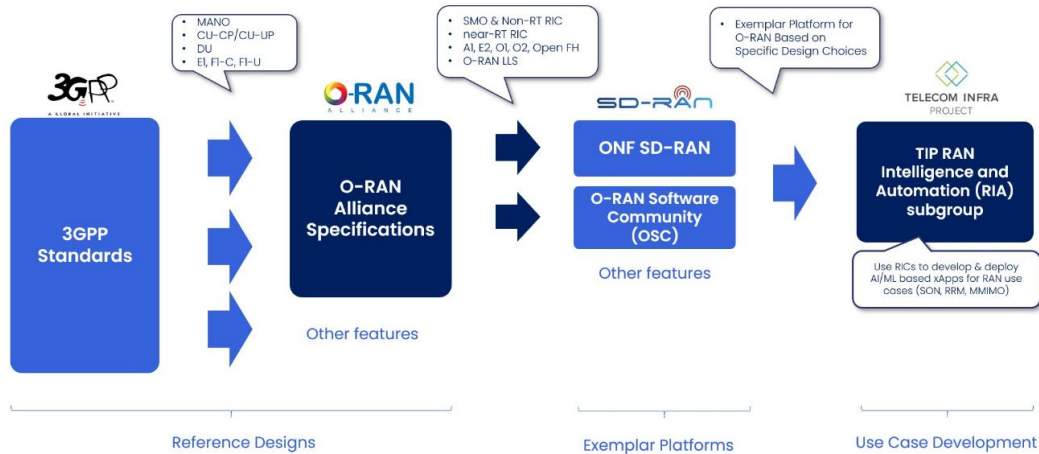 • MANO
• CU-CP/CU-UP
• DU
• E1, F1-C, F1-U
• SMO & Non-RT RIC
• near-RT RIC
• A1, E2, O1, O2, Open FH
• O-RAN LLS
• Exemplar Platform for
O-RAN Based on
Specific Design Choices
3GPP
A GLOBAL INITIATIVE
O-RAN
ALLIANCE
SD-RAN
TELECOM INFRA
PROJECT
3GPP
Standards
O-RAN
Alliance
Specifications
Other features
ONF SD-RAN
O-RAN Software
Community
(OSC)
Other features
TIP RAN
Intelligence and
Automation (RIA)
subgroup
Use RICs to develop & deploy
AI/ML based xApps for RAN use
cases (SON, RRM, MMIMO)
Reference Designs
Exemplar Platforms
Use Case Development